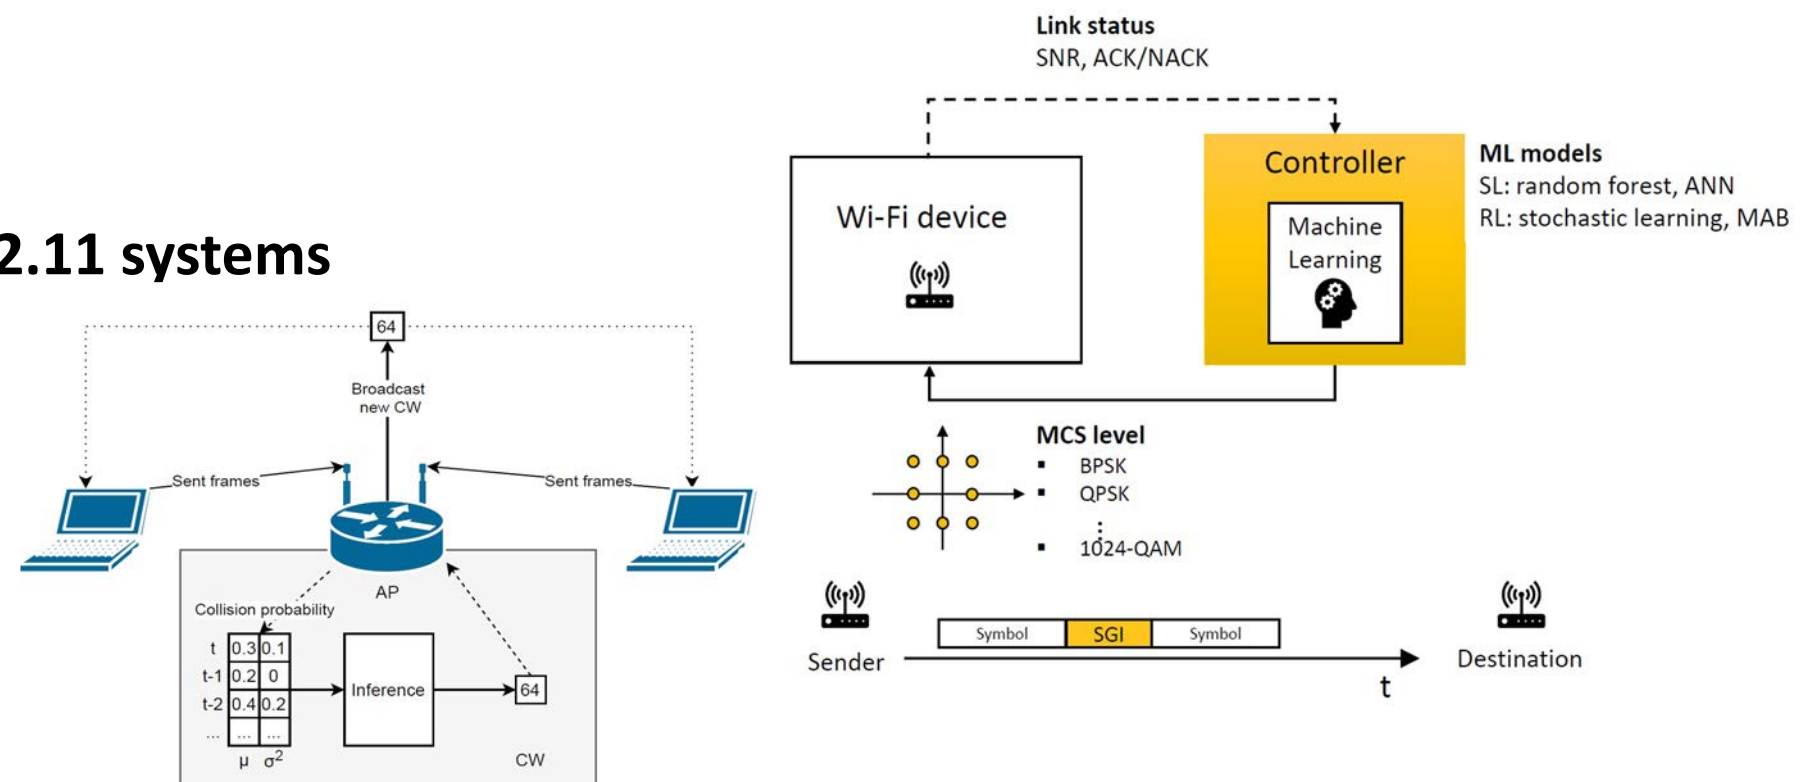 2.11 systems
64
Broadcast
new CW
Sent frames
Sent frames
AP
Collision probability
t 0.3 0.1
t-1 0.2 0
t-2 0.4 0.2
... ... ...
μ σ²
Inference
64
CW
Link status
SNR, ACK/NACK
Wi-Fi device
Controller
Machine
Learning
ML models
SL: random forest, ANN
RL: stochastic learning, MAB
MCS level
▪ BPSK
▪ QPSK
⋮
▪ 1024-QAM
Sender
Symbol SGI Symbol
t
Destination